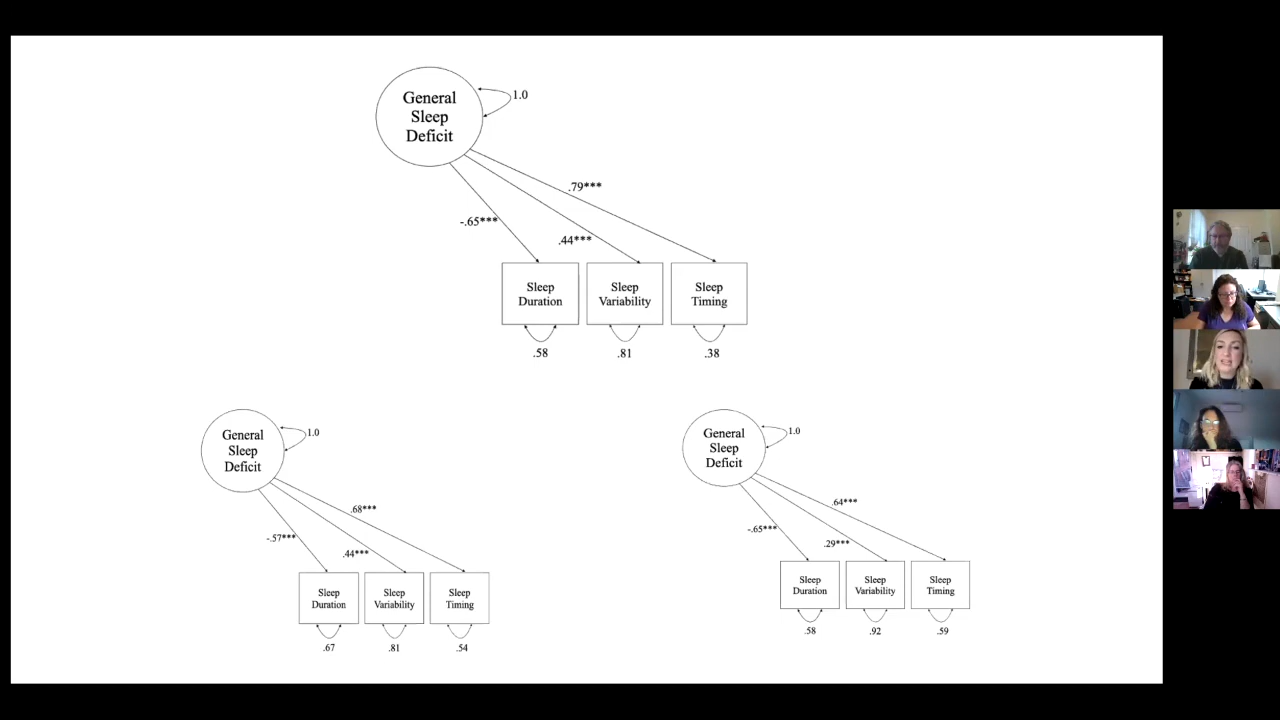 General
Sleep
Deficit
1.0
.79***
-.65***
.44***
Sleep
Duration
Sleep
Variability
Sleep
Timing
.58
.81
.38
General
Sleep
Deficit
1.0
.68***
-.57***
.44***
Sleep
Duration
Sleep
Variability
Sleep
Timing
.67
.81
.54
General
Sleep
Deficit
1.0
.64***
-.65***
.29***
Sleep
Duration
Sleep
Variability
Sleep
Timing
.58
.92
.59